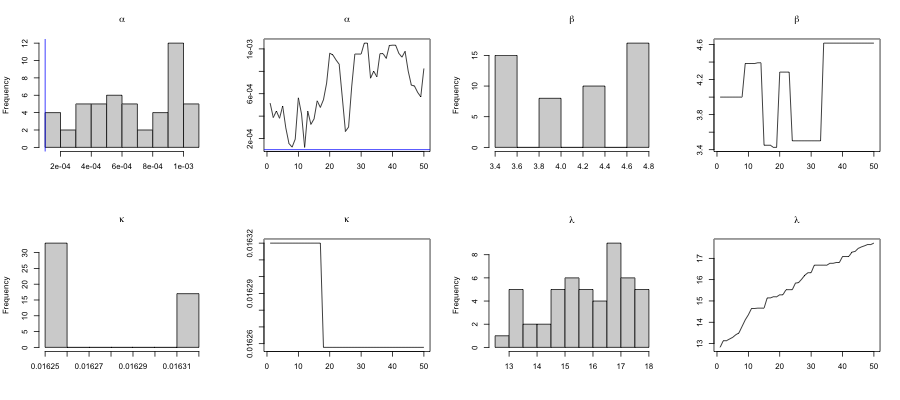 α
Frequency
0 2 4 6 8 10 12
2e-04 4e-04 6e-04 8e-04 1e-03
α
2e-04 6e-04 1e-03
0 10 20 30 40 50
β
Frequency
0 5 10 15
3.4 3.6 3.8 4.0 4.2 4.4 4.6 4.8
β
3.4 3.8 4.2 4.6
0 10 20 30 40 50
κ
Frequency
0 5 10 15 20 25 30
0.01625 0.01627 0.01629 0.01631
κ
0.01626 0.01629 0.01632
0 10 20 30 40 50
λ
Frequency
0 2 4 6 8
13 14 15 16 17 18
λ
13 14 15 16 17
0 10 20 30 40 50